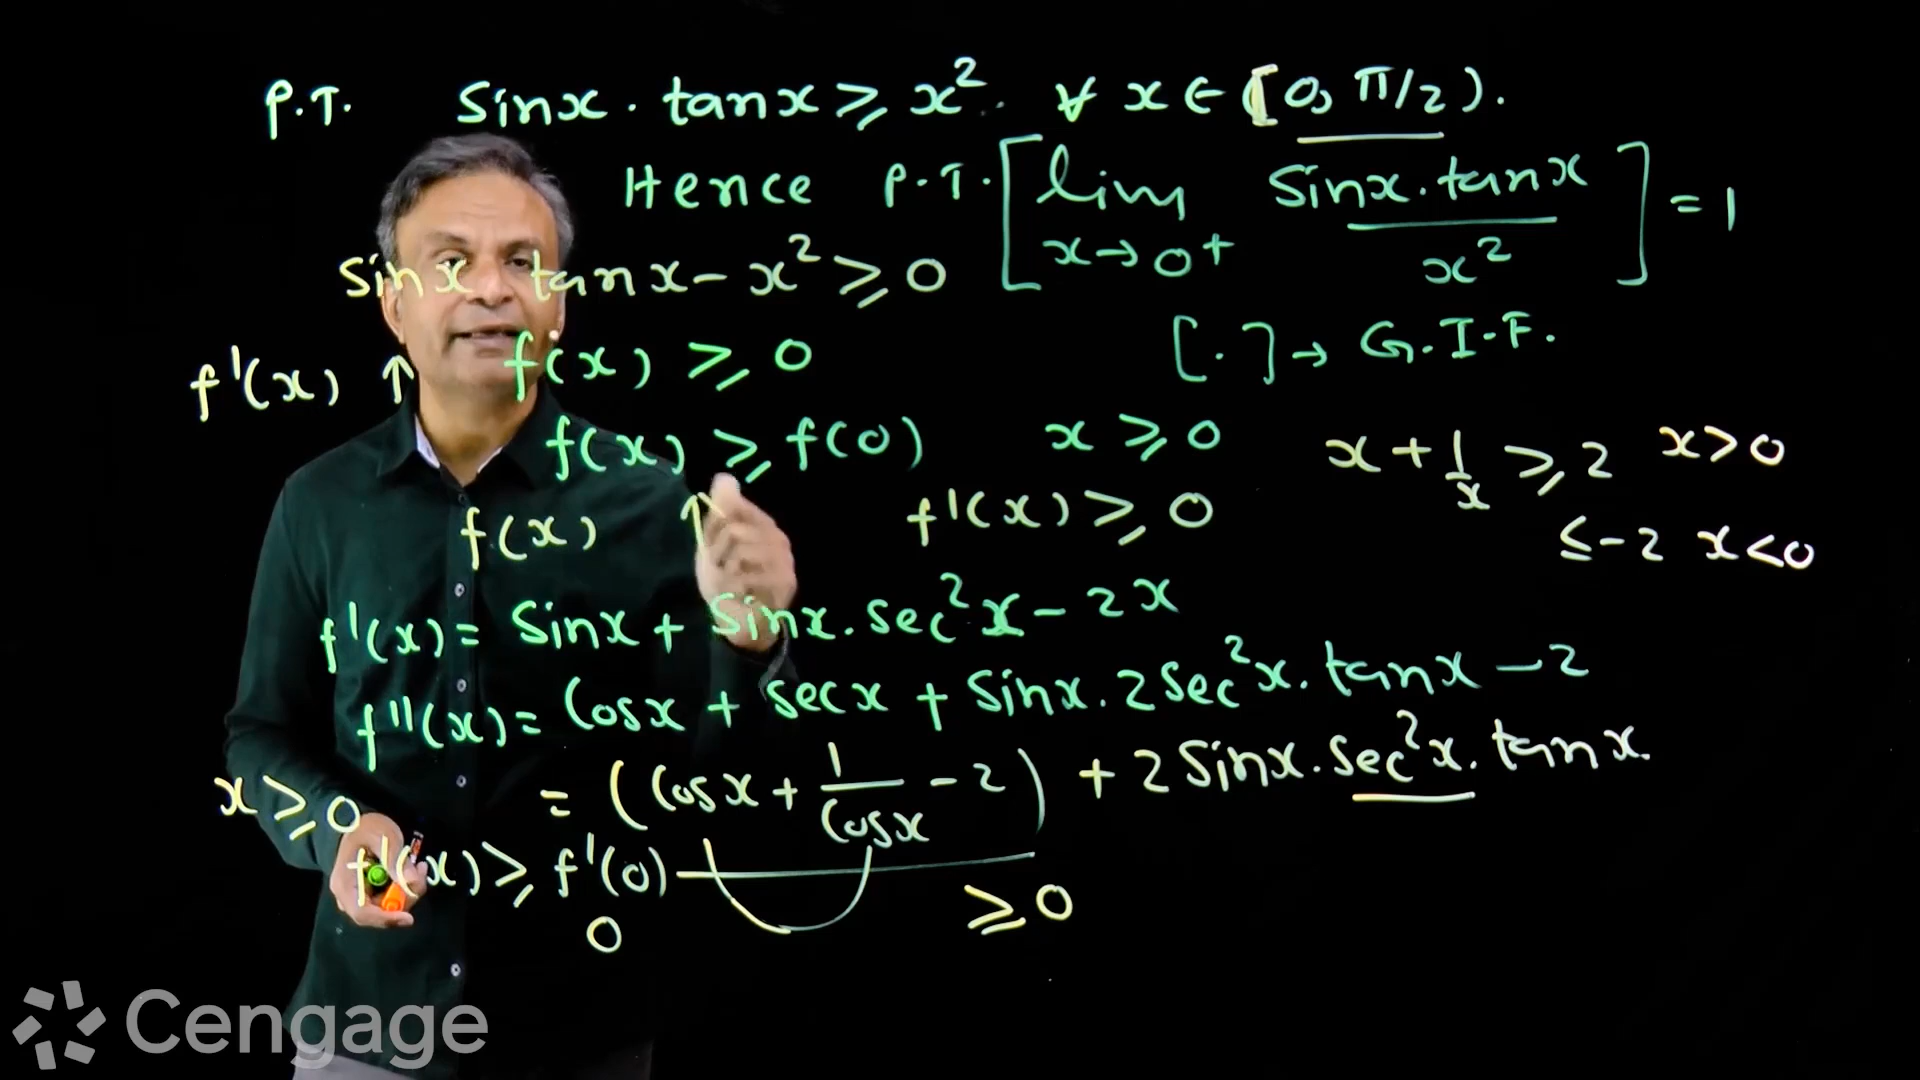 P.T. Sinx . tanx ≥ x². ∀ x ∈ [0, π/2).
Hence P.T. [lim x→0+ Sinx.tanx / x²] = 1
Sinx tanx - x² ≥ 0
[.] → G.I.F.
f'(x) ↑ f(x) ≥ 0
f(x) ≥ f(0) x ≥ 0
x + 1/x ≥ 2 x > 0
≤ -2 x < 0
f(x) ↑ f'(x) ≥ 0
f'(x) = Sinx + Sinx. Sec²x - 2x
f''(x) = Cosx + Secx + Sinx. 2Sec²x. tanx - 2
= (Cosx + 1/Cosx - 2) + 2 Sinx. Sec²x. tanx.
x ≥ 0
f'(x) ≥ f'(0)
0
≥ 0
Cengage